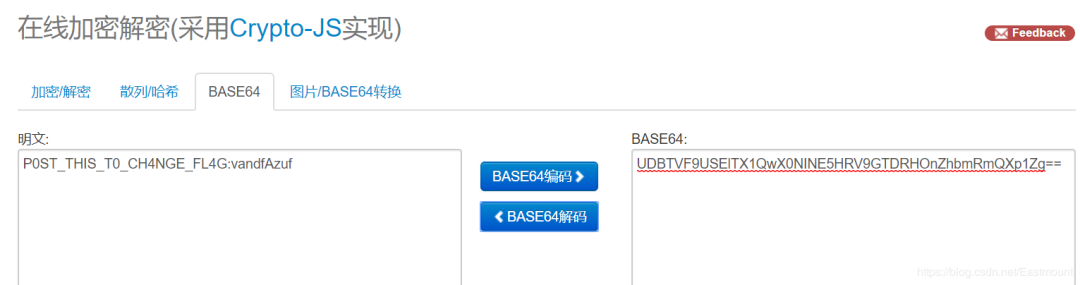 在线加密解密(采用Crypto-JS实现)
Feedback
加密/解密 散列/哈希 BASE64 图片/BASE64转换
明文:
BASE64:
P0ST_THIS_T0_CH4NGE_FL4G:vandfAzuf
UDBTVF9USElTX1QwX0NINE5HRV9GTDRHOnZhbmRmQXp1Zg==
BASE64编码
BASE64解码
https://blog.csdn.net/Eastmount